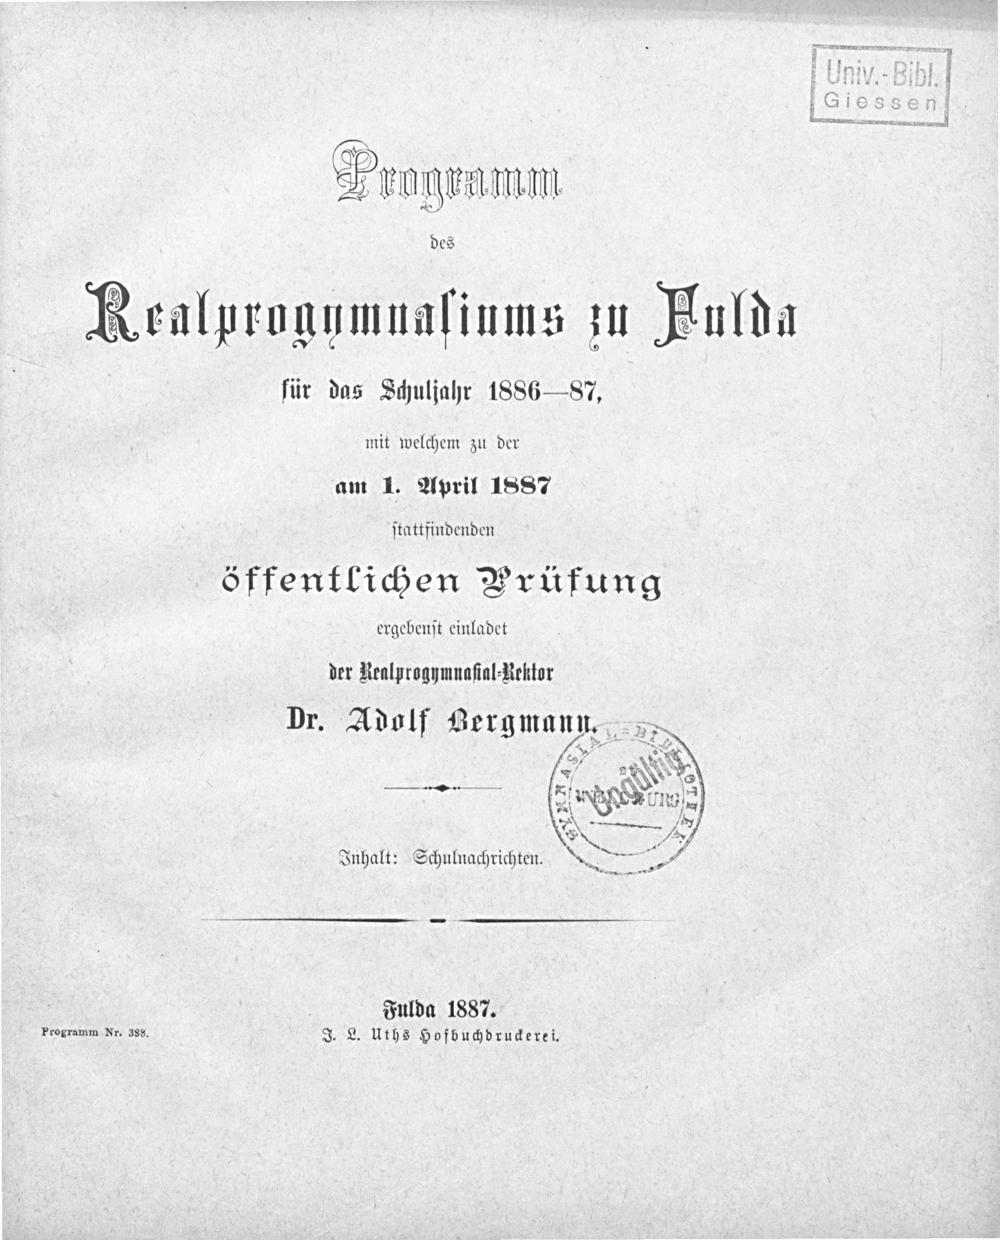 Univ.-Bibl.
Giessen
Programm
des
Realprogymnasiums zu Fulda
für das Schuljahr 1886—87,
mit welchem zu der
am 1. April 1887
stattfindenden
öffentlichen Prüfung
ergebenst einladet
der Realprogymnasial-Rektor
Dr. Adolf Bergmann.
GYMNASIAL-BIBLIOTHEK
Ungültig
Inhalt: Schulnachrichten.
Fulda 1887.
Programm Nr. 388.
J. L. Uths Hofbuchdruckerei.